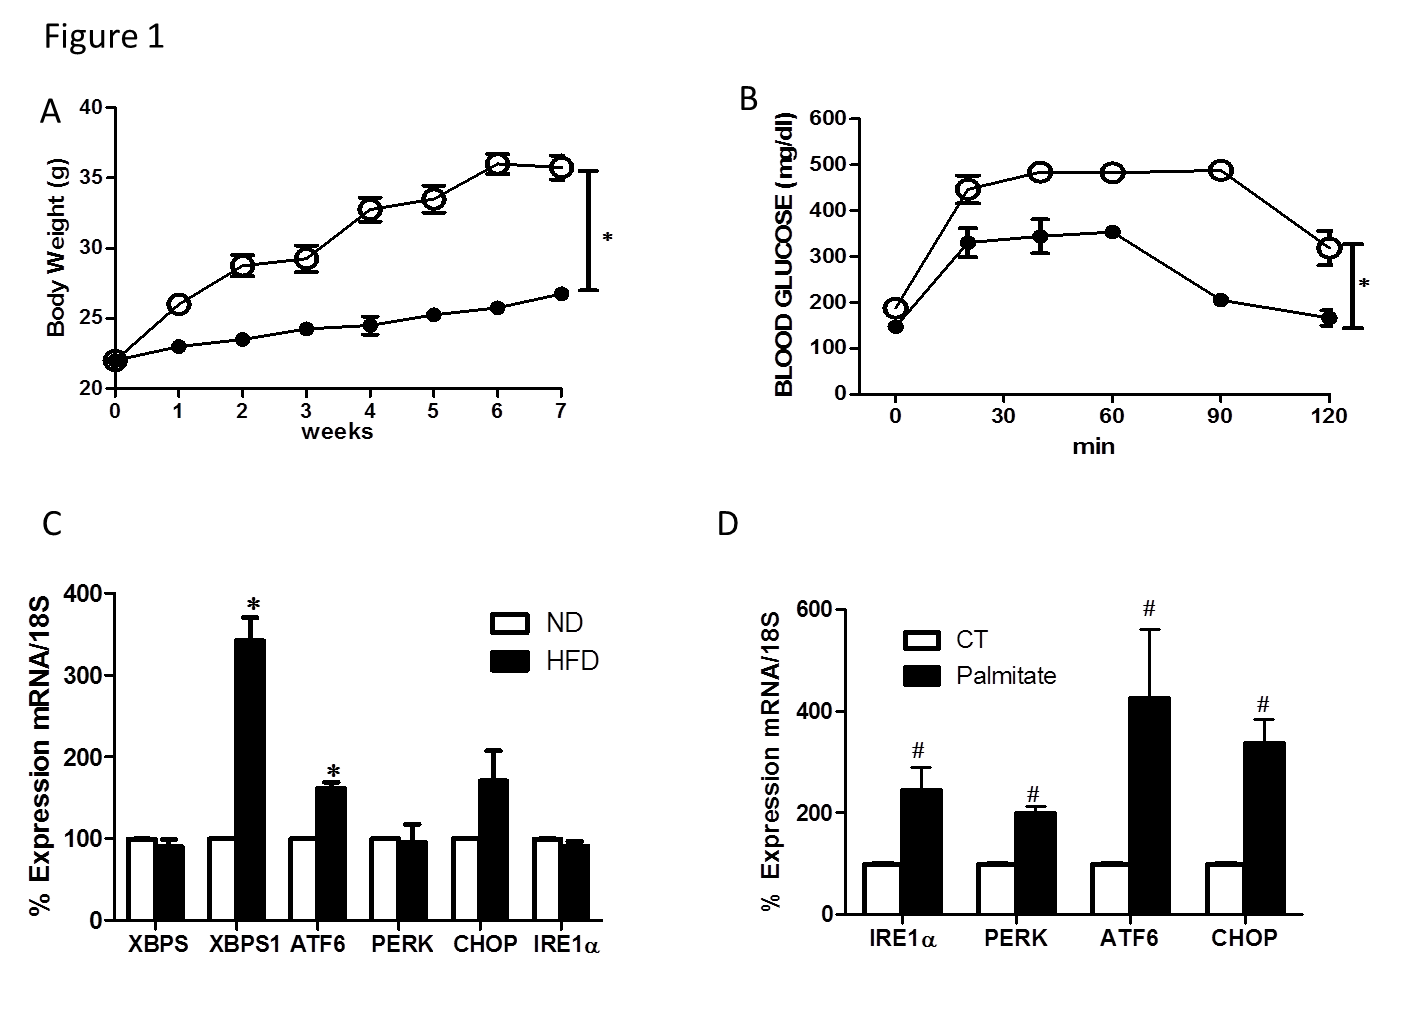 Figure 1
A
Body Weight (g)
40
35
30
25
20
0 1 2 3 4 5 6 7
weeks
*
B
BLOOD GLUCOSE (mg/dl)
600
500
400
300
200
100
0
0 30 60 90 120
min
*
C
% Expression mRNA/18S
400
300
200
100
0
* *
ND
HFD
XBPS XBPS1 ATF6 PERK CHOP IRE1α
D
% Expression mRNA/18S
600
400
200
0
CT
Palmitate
# # # #
IRE1α PERK ATF6 CHOP